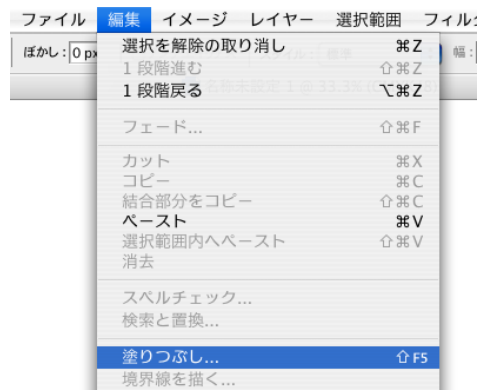 ファイル 編集 イメージ レイヤー 選択範囲 フィルタ
ぼかし: 0 px 幅:
選択を解除の取り消し ⌘Z
1 段階進む ⇧⌘Z
1 段階戻る ⌥⌘Z
フェード... ⇧⌘F
カット ⌘X
コピー ⌘C
結合部分をコピー ⇧⌘C
ペースト ⌘V
選択範囲内へペースト ⇧⌘V
消去
スペルチェック...
検索と置換...
塗りつぶし... ⇧F5
境界線を描く...